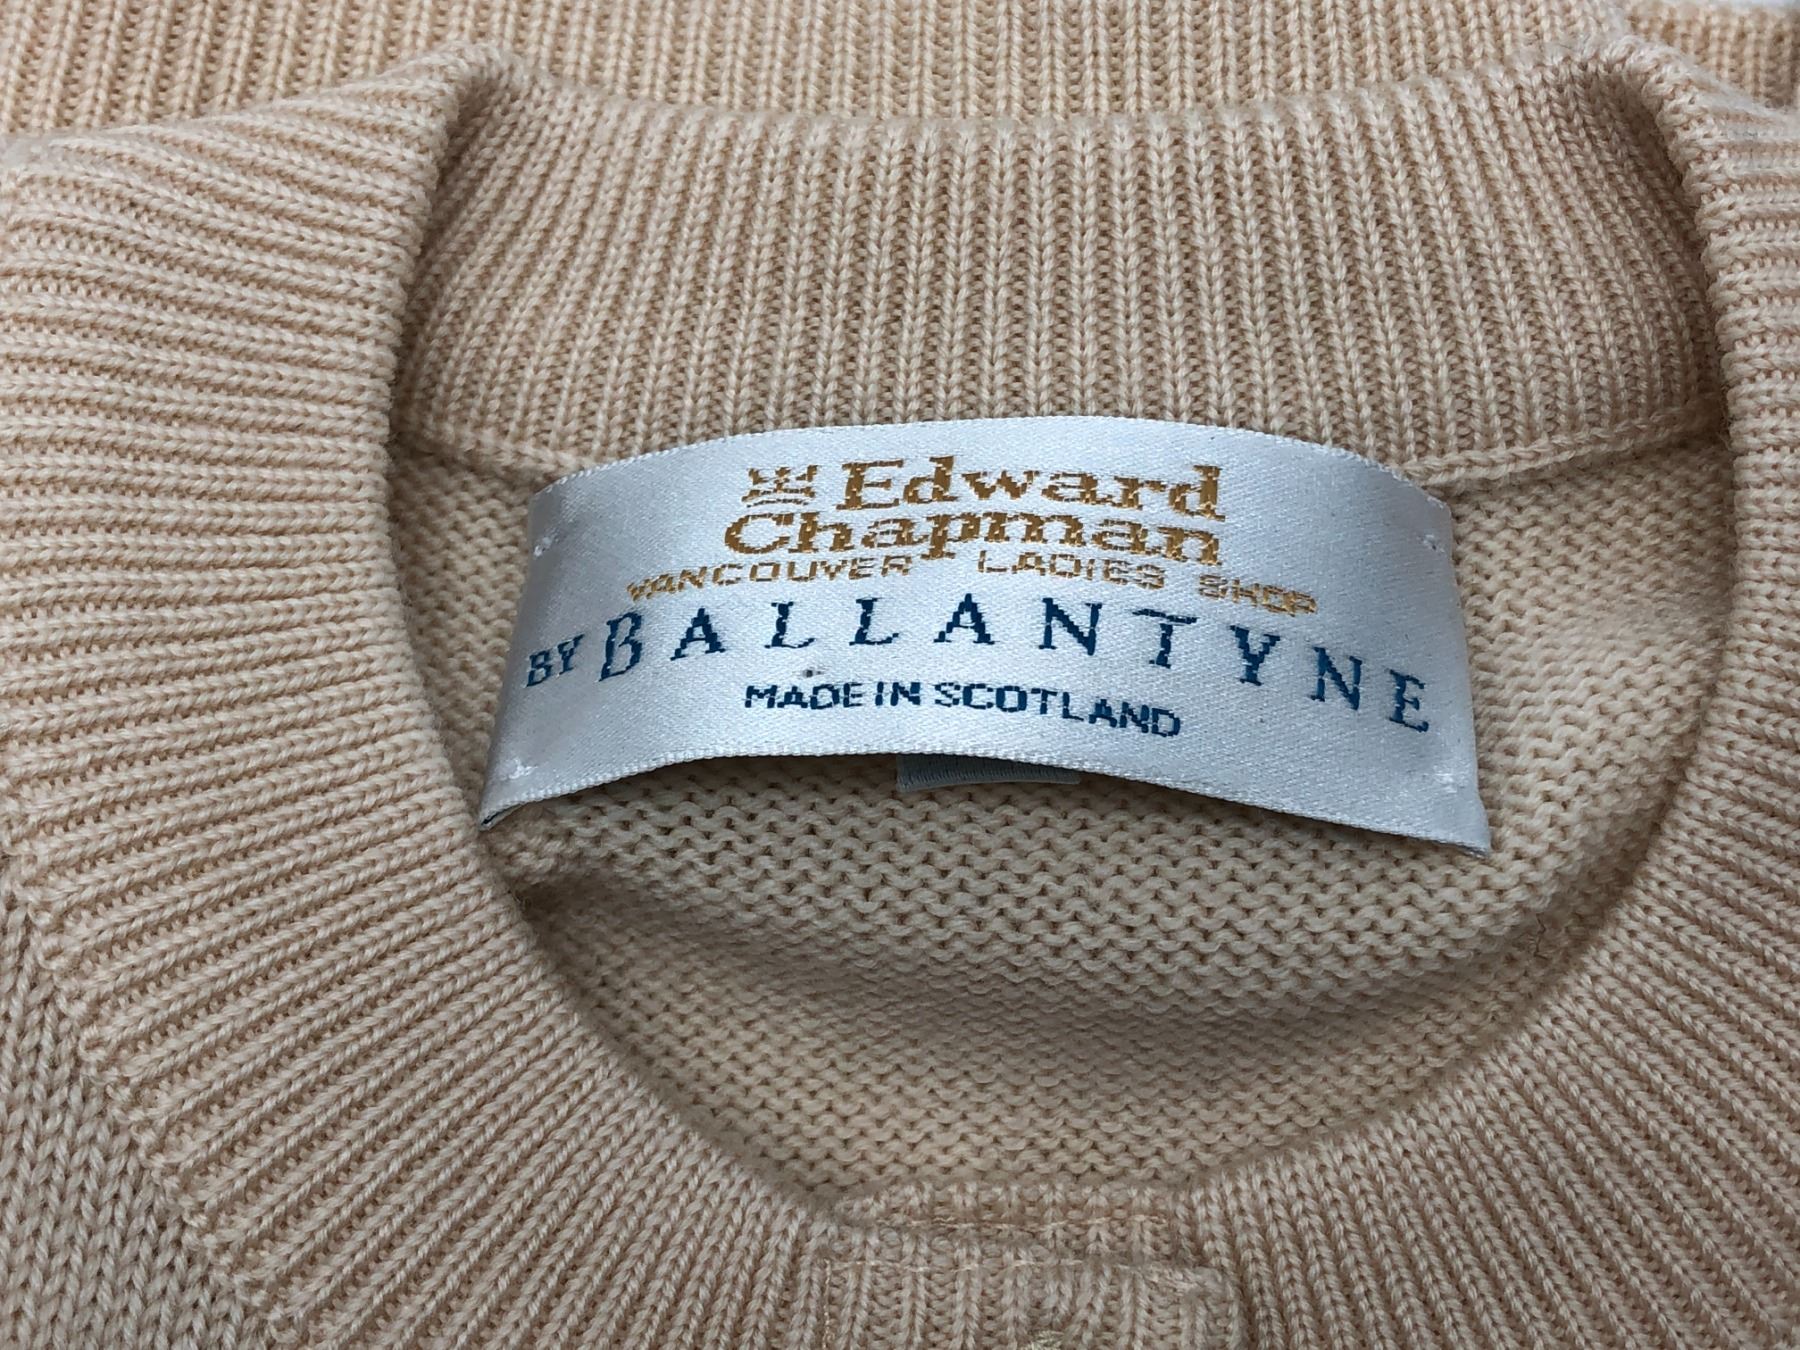 Edward
Chapman
VANCOUVER LADIES SHOP
BY BALLANTYNE
MADE IN SCOTLAND